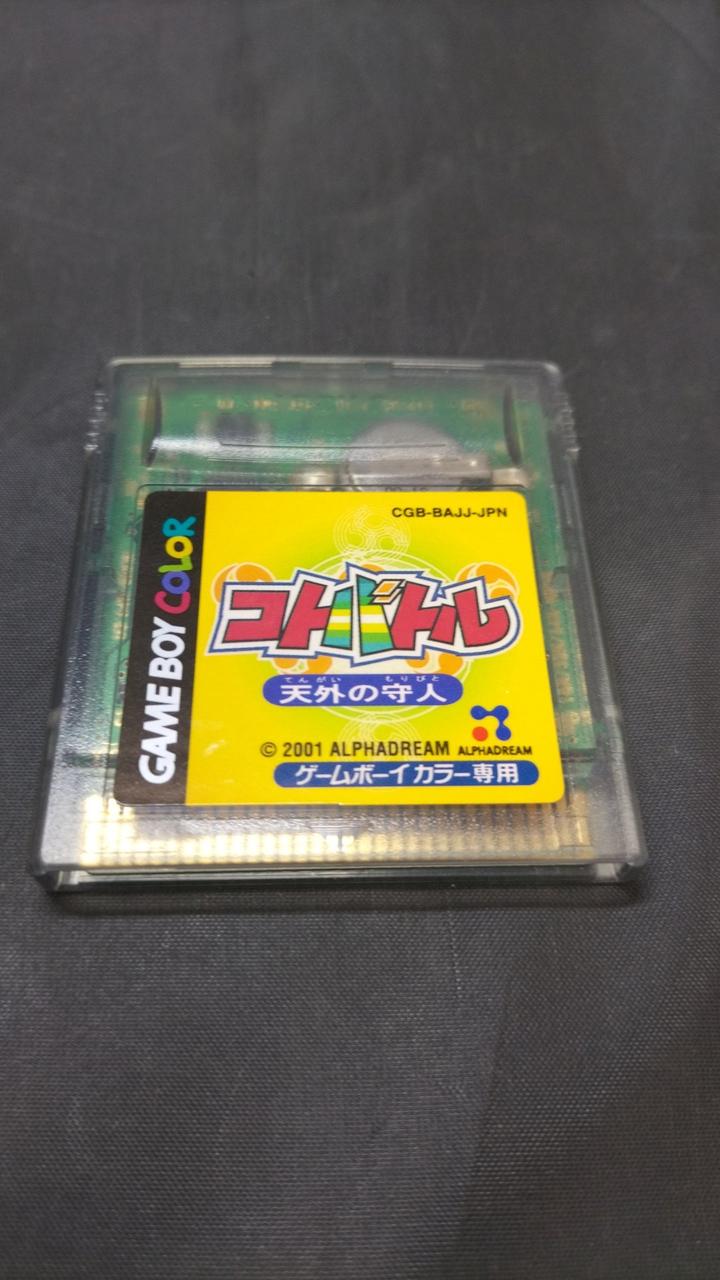 GAME BOY COLOR
CGB-BAJJ-JPN
コトバトル
てんがい もりびと
天外の守人
© 2001 ALPHADREAM
ALPHADREAM
ゲームボーイカラー専用